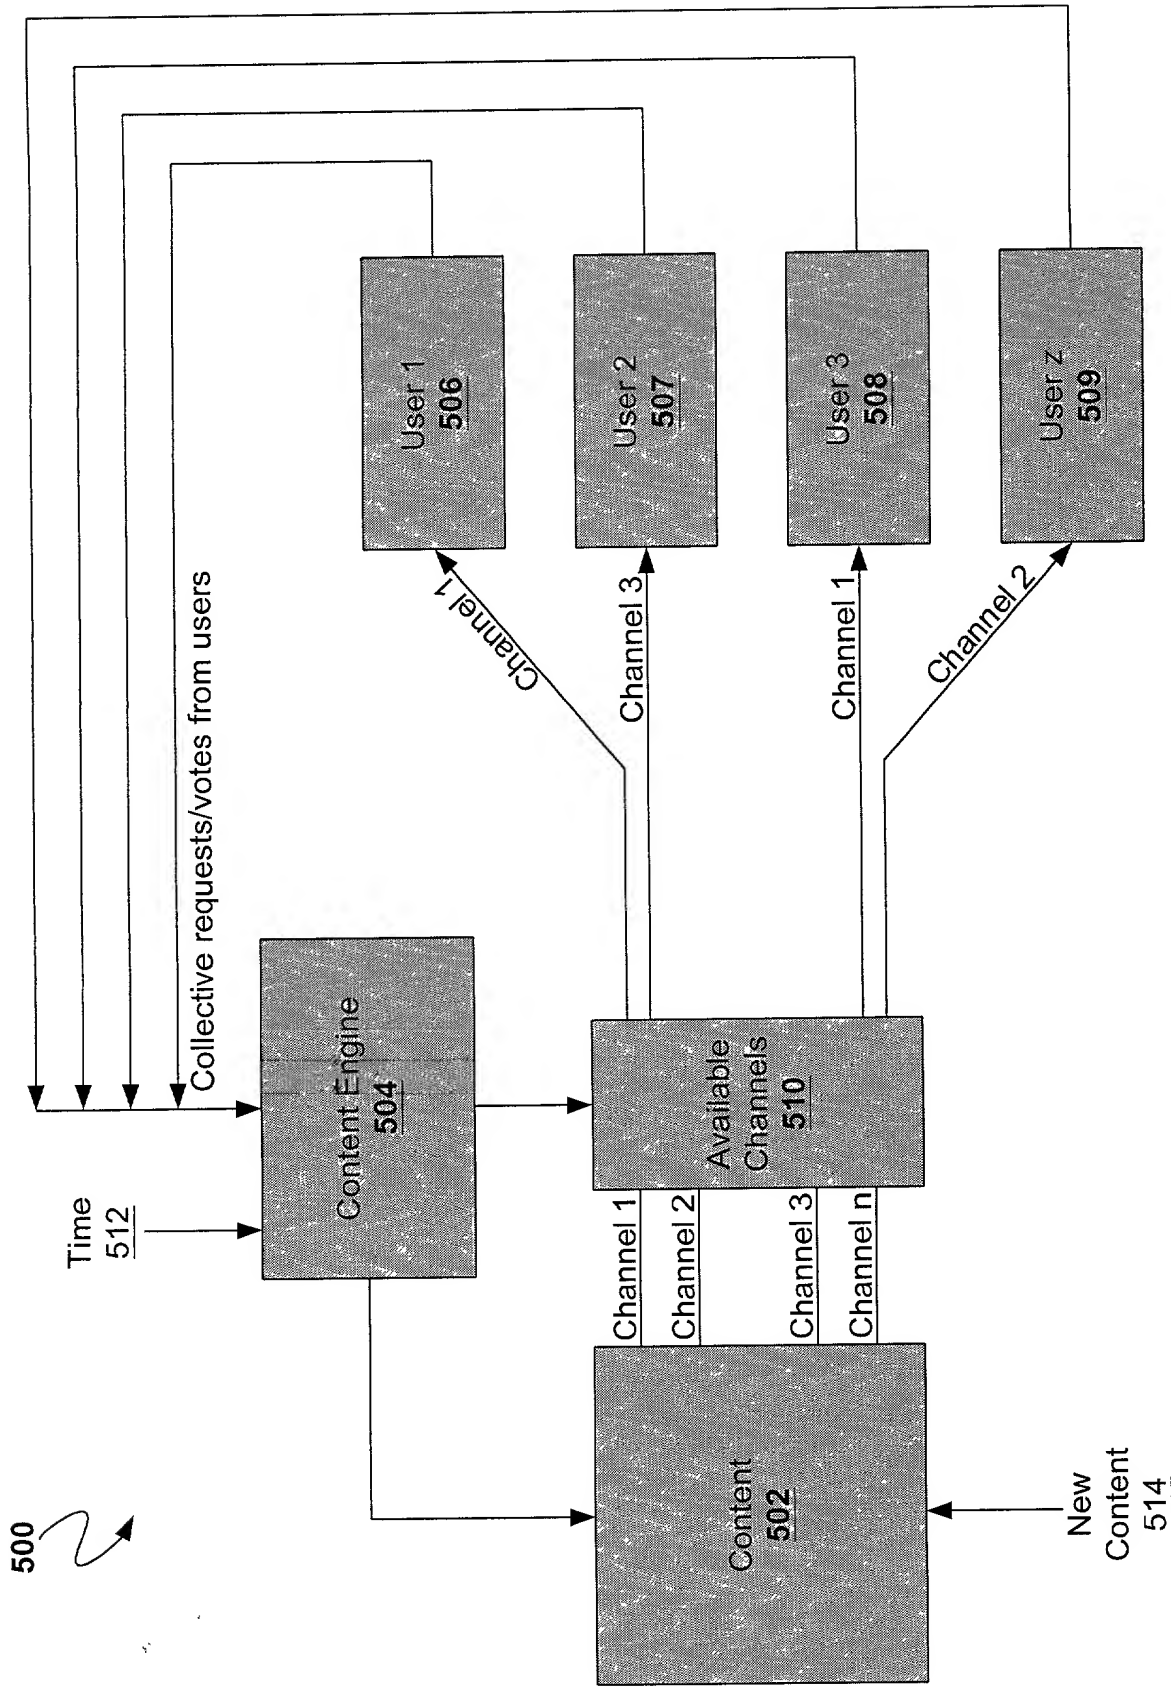 500
Time
512
Collective requests/votes from users
Content Engine
504
User 1
506
Channel 1
User 2
507
Channel 3
User 3
508
Channel 1
User z
509
Channel 2
Available
Channels
510
Channel 1
Channel 2
Channel 3
Channel n
Content
502
New
Content
514